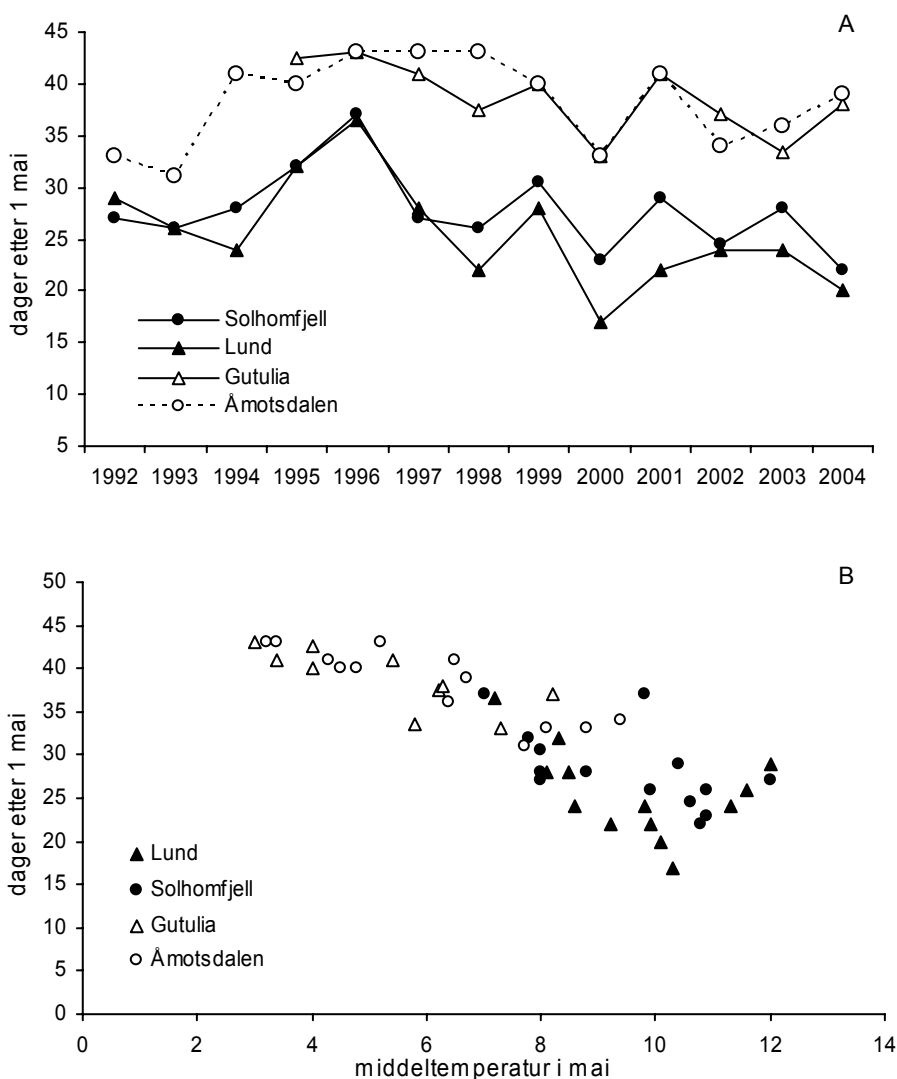 A
45
40
35
30
25
20
15
10
5
dager etter 1 mai
Solhomfjell
Lund
Gutulia
Åmotsdalen
1992 1993 1994 1995 1996 1997 1998 1999 2000 2001 2002 2003 2004
B
50
45
40
35
30
25
20
15
10
5
0
dager etter 1 mai
Lund
Solhomfjell
Gutulia
Åmotsdalen
0 2 4 6 8 10 12 14
middeltemperatur i mai